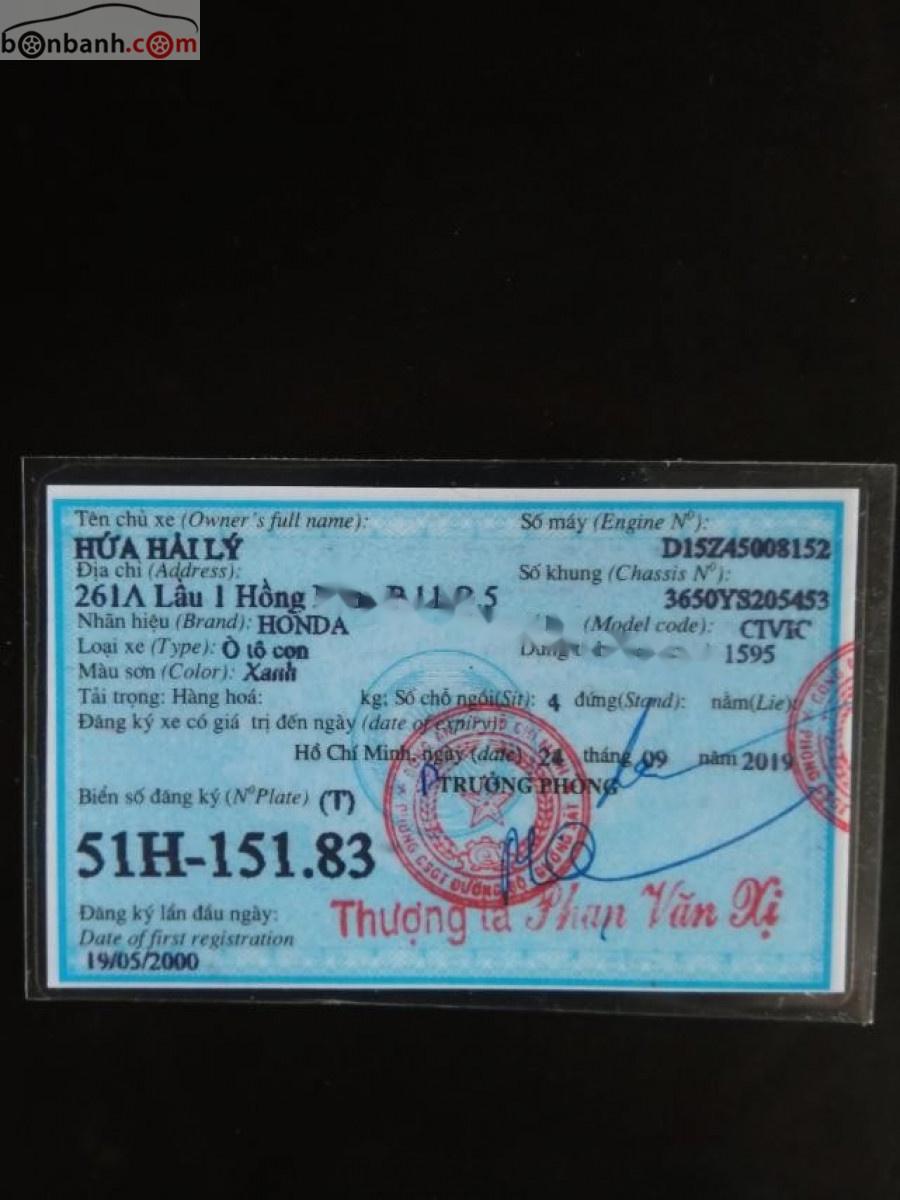 bonbanh.com
Tên chủ xe (Owner's full name):
HỨA HẢI LÝ
Địa chỉ (Address):
261A Lầu 1 Hồng
Nhãn hiệu (Brand): HONDA
Loại xe (Type): Ô tô con
Màu sơn (Color): Xanh
Số máy (Engine Nº):
D15Z45008152
Số khung (Chassis Nº):
3650YS205453
(Model code): CIVIC
1595
Tải trọng: Hàng hoá: kg; Số chỗ ngồi(Sit): 4 đứng(Stand): nằm(Lie):
Đăng ký xe có giá trị đến ngày (date of expiry):
Hồ Chí Minh, ngày (date) 24 tháng 09 năm 2019
TRƯỞNG PHÒNG
Biển số đăng ký (NºPlate) (T)
51H-151.83
Thượng tá Phan Văn Xị
Đăng ký lần đầu ngày:
Date of first registration
19/05/2000